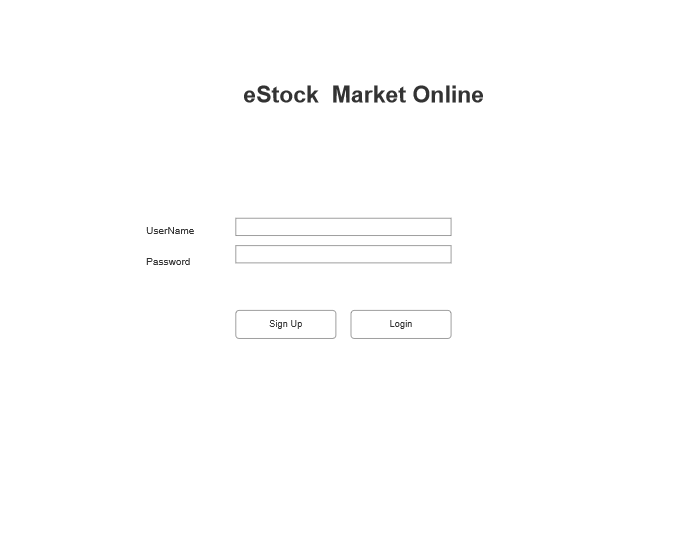 eStock  Market Online
UserName
Password
Sign Up
Login